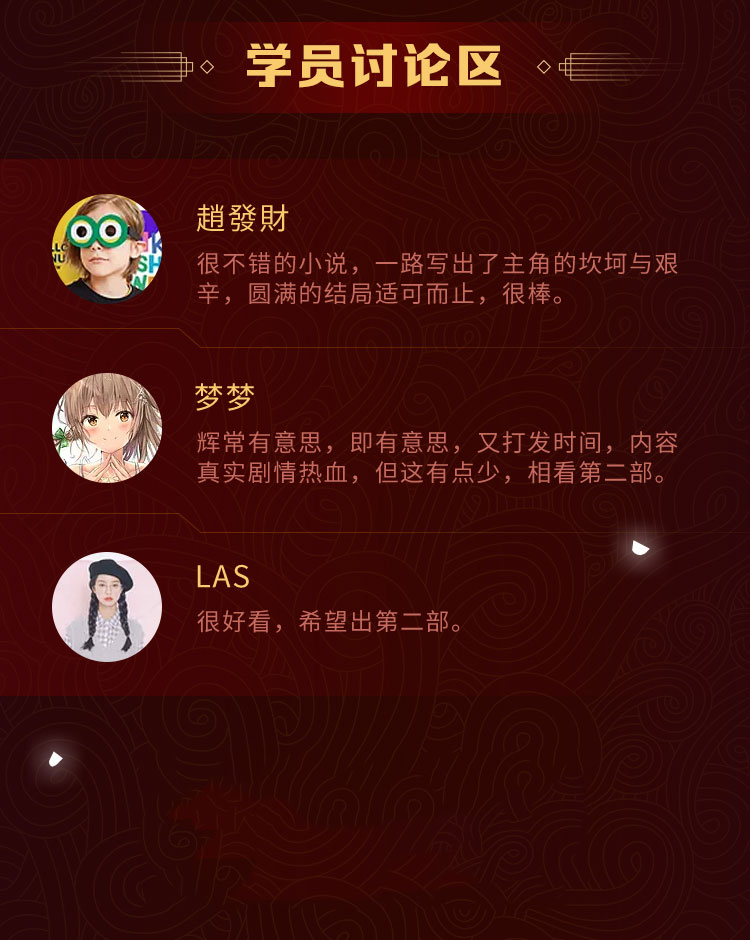 学员讨论区
趙發財
很不错的小说，一路写出了主角的坎坷与艰
辛，圆满的结局适可而止，很棒。
梦梦
辉常有意思，即有意思，又打发时间，内容
真实剧情热血，但这有点少，相看第二部。
LAS
很好看，希望出第二部。